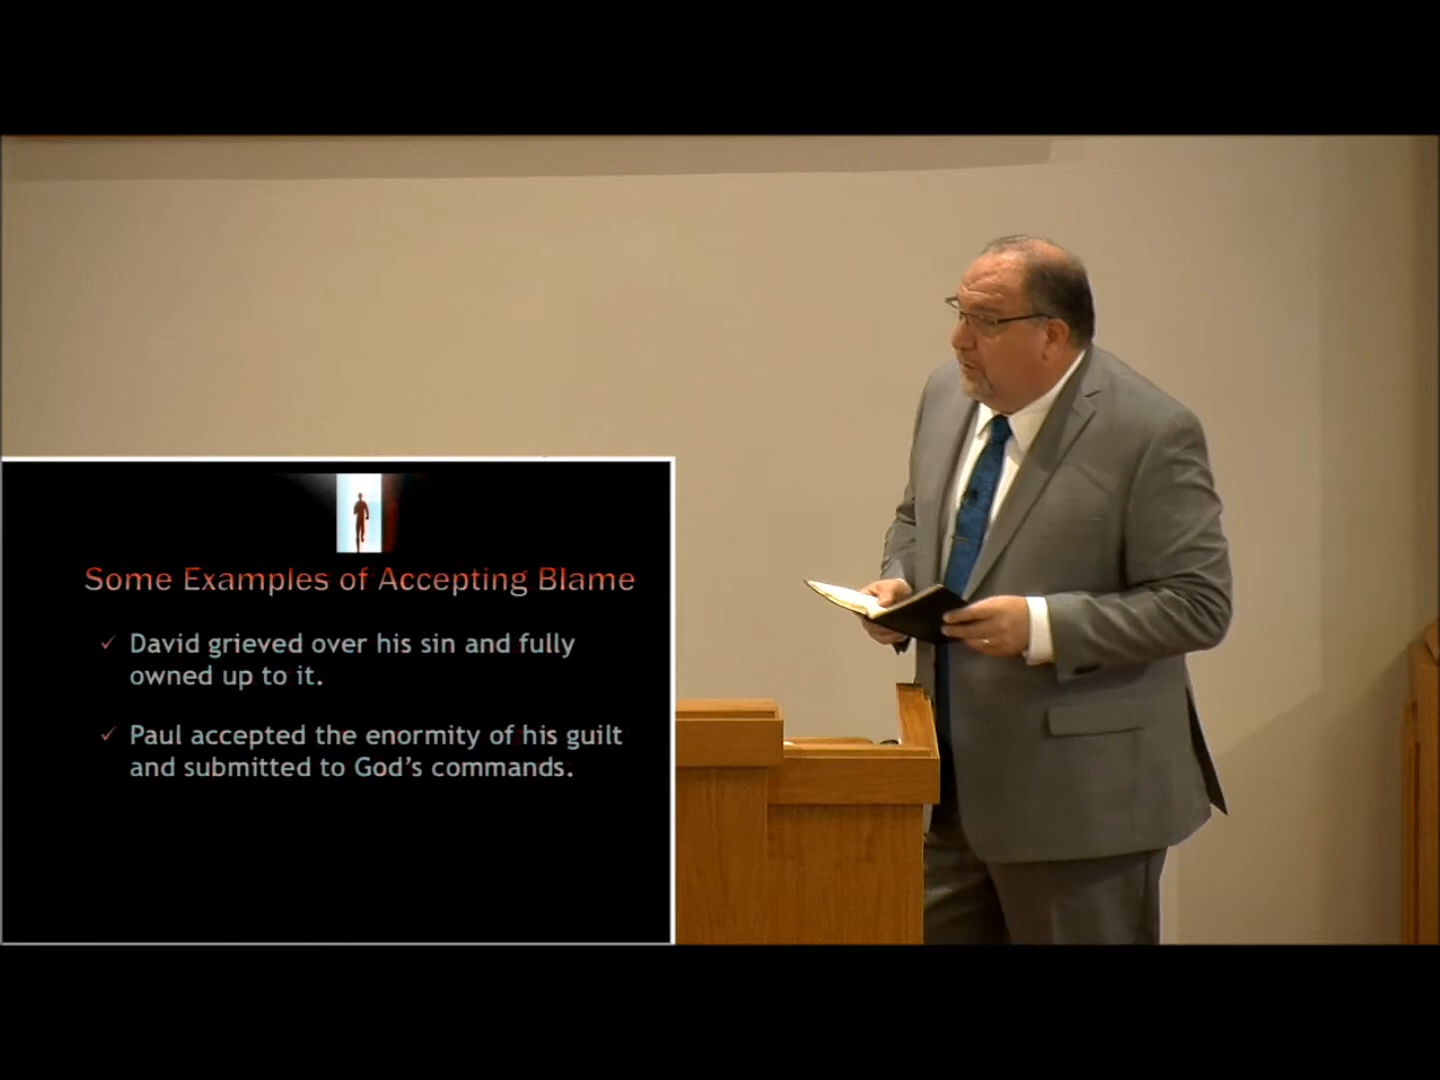 Some Examples of Accepting Blame
✓ David grieved over his sin and fully
owned up to it.
✓ Paul accepted the enormity of his guilt
and submitted to God's commands.